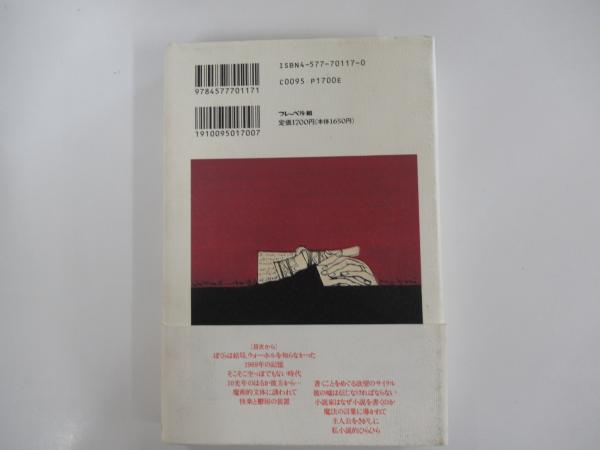 ISBN4-577-70117-0
C0095 P1700E
9784577701171
フレーベル館
定価1700円(本体1650円)
1910095017007
[目次から]
ぼくらは結局、ウォーホルを知らなかった
1969年の記憶
そこそこ空っぽでもない時代
10光年のはるか彼方から…
魔術的文体に誘われて
快楽と響宴の装置
書くことをめぐる欲望のサイクル
彼の嘘は信じなければならない
小説家はなぜ小説を書くのか
魔法の言葉に導かれて
主人公をさがしに
私小説的ひらひら